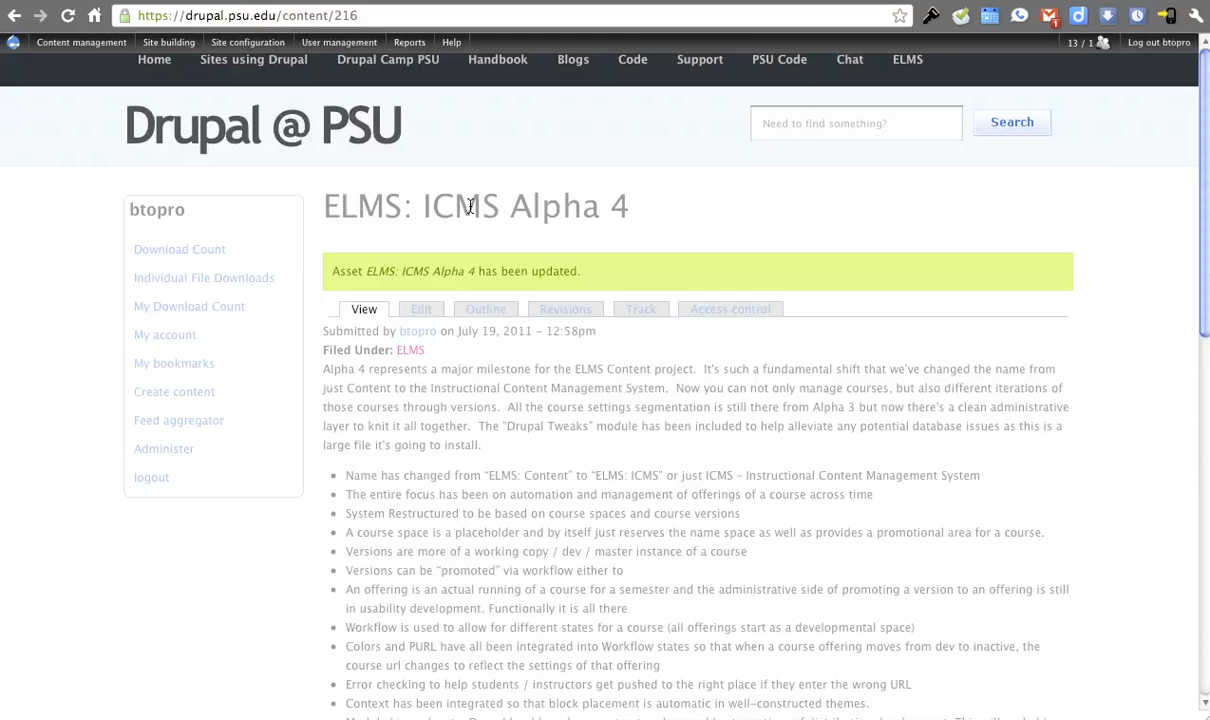 https://drupal.psu.edu/content/216
Content management Site building Site configuration User management Reports Help 13 / 1 Log out btopro
Home Sites using Drupal Drupal Camp PSU Handbook Blogs Code Support PSU Code Chat ELMS
Drupal @ PSU
Need to find something?
Search
btopro
Download Count
Individual File Downloads
My Download Count
My account
My bookmarks
Create content
Feed aggregator
Administer
logout
ELMS: ICMS Alpha 4
Asset ELMS: ICMS Alpha 4 has been updated.
View Edit Outline Revisions Track Access control
Submitted by btopro on July 19, 2011 – 12:58pm
Filed Under: ELMS
Alpha 4 represents a major milestone for the ELMS Content project. It's such a fundamental shift that we've changed the name from
just Content to the Instructional Content Management System. Now you can not only manage courses, but also different iterations of
those courses through versions. All the course settings segmentation is still there from Alpha 3 but now there's a clean administrative
layer to knit it all together. The "Drupal Tweaks" module has been included to help alleviate any potential database issues as this is a
large file it's going to install.
Name has changed from “ELMS: Content” to “ELMS: ICMS” or just ICMS – Instructional Content Management System
The entire focus has been on automation and management of offerings of a course across time
System Restructured to be based on course spaces and course versions
A course space is a placeholder and by itself just reserves the name space as well as provides a promotional area for a course.
Versions are more of a working copy / dev / master instance of a course
Versions can be “promoted” via workflow either to
An offering is an actual running of a course for a semester and the administrative side of promoting a version to an offering is still
in usability development. Functionally it is all there
Workflow is used to allow for different states for a course (all offerings start as a developmental space)
Colors and PURL have all been integrated into Workflow states so that when a course offering moves from dev to inactive, the
course url changes to reflect the settings of that offering
Error checking to help students / instructors get pushed to the right place if they enter the wrong URL
Context has been integrated so that block placement is automatic in well-constructed themes.